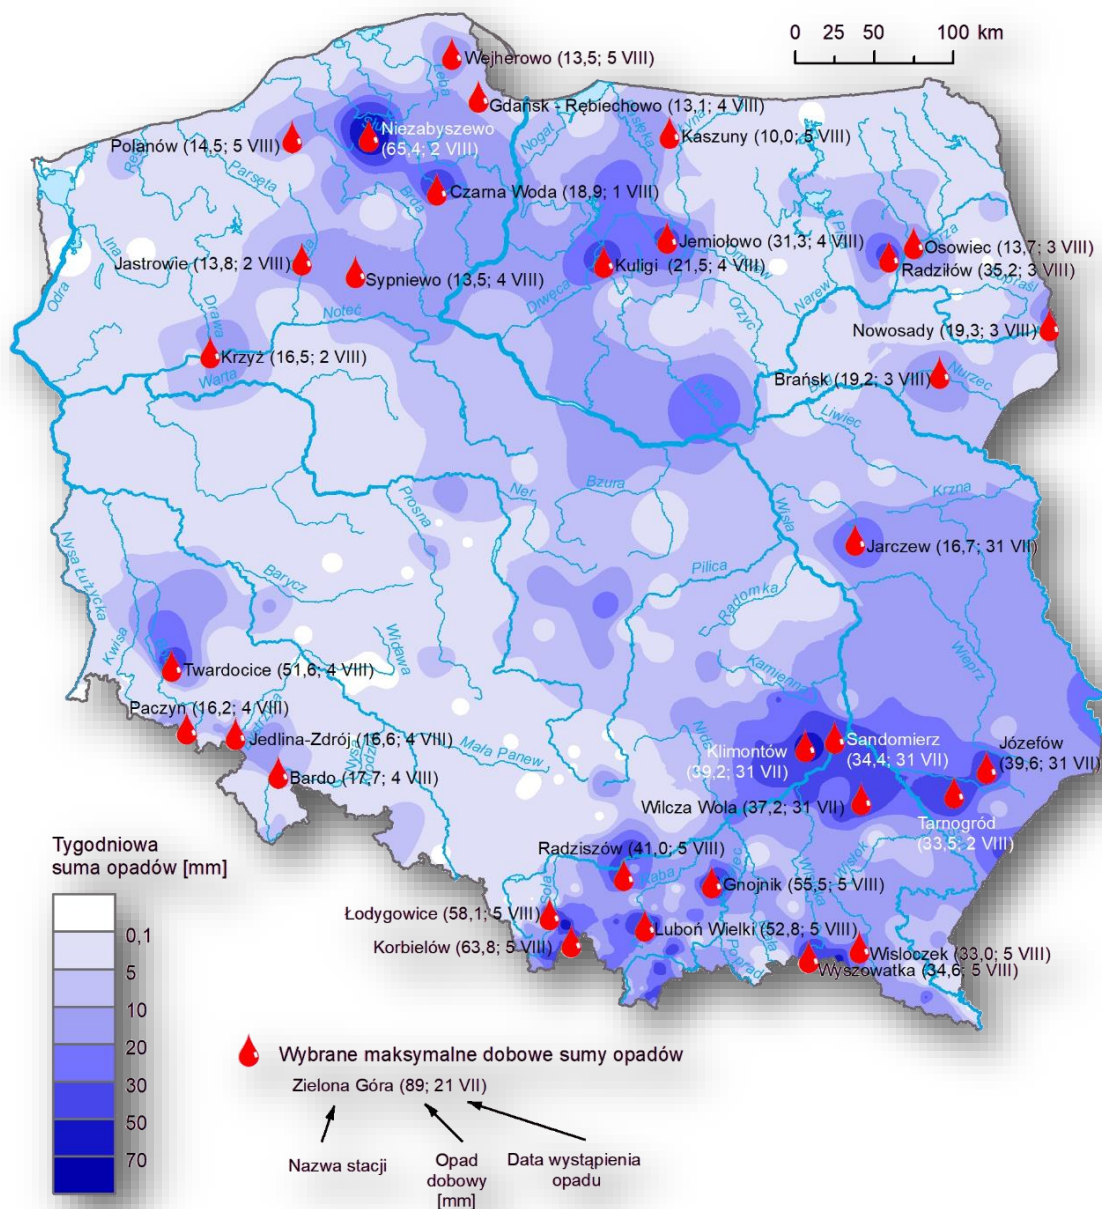 0 25 50 100 km
Wejherowo (13,5; 5 VIII)
Łeba
Gdańsk - Rębiechowo (13,1; 4 VIII)
Niezabyszewo
(65,4; 2 VIII)
Polanów (14,5; 5 VIII)
Kaszuny (10,0; 5 VIII)
Łyna
Nogat
Rega
Parsęta
Brda
Czarna Woda (18,9; 1 VIII)
Ina
Jastrowie (13,8; 2 VIII)
Sypniewo (13,5; 4 VIII)
Jemiołowo (31,3; 4 VIII)
Kuligi (21,5; 4 VIII)
Osowiec (13,7; 3 VIII)
Radziłów (35,2; 3 VIII)
Odra
Drawa
Noteć
Drwęca
Orzyc
Narew
Nowosady (19,3; 3 VIII)
Krzyż (16,5; 2 VIII)
Warta
Brańsk (19,2; 3 VIII)
Nurzec
Wkra
Liwiec
Bzura
Ner
Prosna
Krzna
Wisła
Jarczew (16,7; 31 VII)
Nysa Łużycka
Barycz
Pilica
Radomka
Kwisa
Widawa
Wieprz
Kamienna
Twardocice (51,6; 4 VIII)
Paczyn (16,2; 4 VIII)
Jedlina-Zdrój (16,6; 4 VIII)
Mała Panew
Nida
Klimontów
(39,2; 31 VII)
Sandomierz
(34,4; 31 VII)
Józefów
(39,6; 31 VII)
Bardo (17,7; 4 VIII)
Wilcza Wola (37,2; 31 VII)
Tarnogród
(33,5; 2 VIII)
Radziszów (41,0; 5 VIII)
Wisłok
Wisłoka
Raba
Gnojnik (55,5; 5 VIII)
Soła
Łodygowice (58,1; 5 VIII)
Luboń Wielki (52,8; 5 VIII)
Korbielów (63,8; 5 VIII)
Poprad
Wisloczek (33,0; 5 VIII)
Wyszowatka (34,6; 5 VIII)
Tygodniowa
suma opadów [mm]
0,1
5
10
20
30
50
70
Wybrane maksymalne dobowe sumy opadów
Zielona Góra (89; 21 VII)
Nazwa stacji
Opad
dobowy
[mm]
Data wystąpienia
opadu